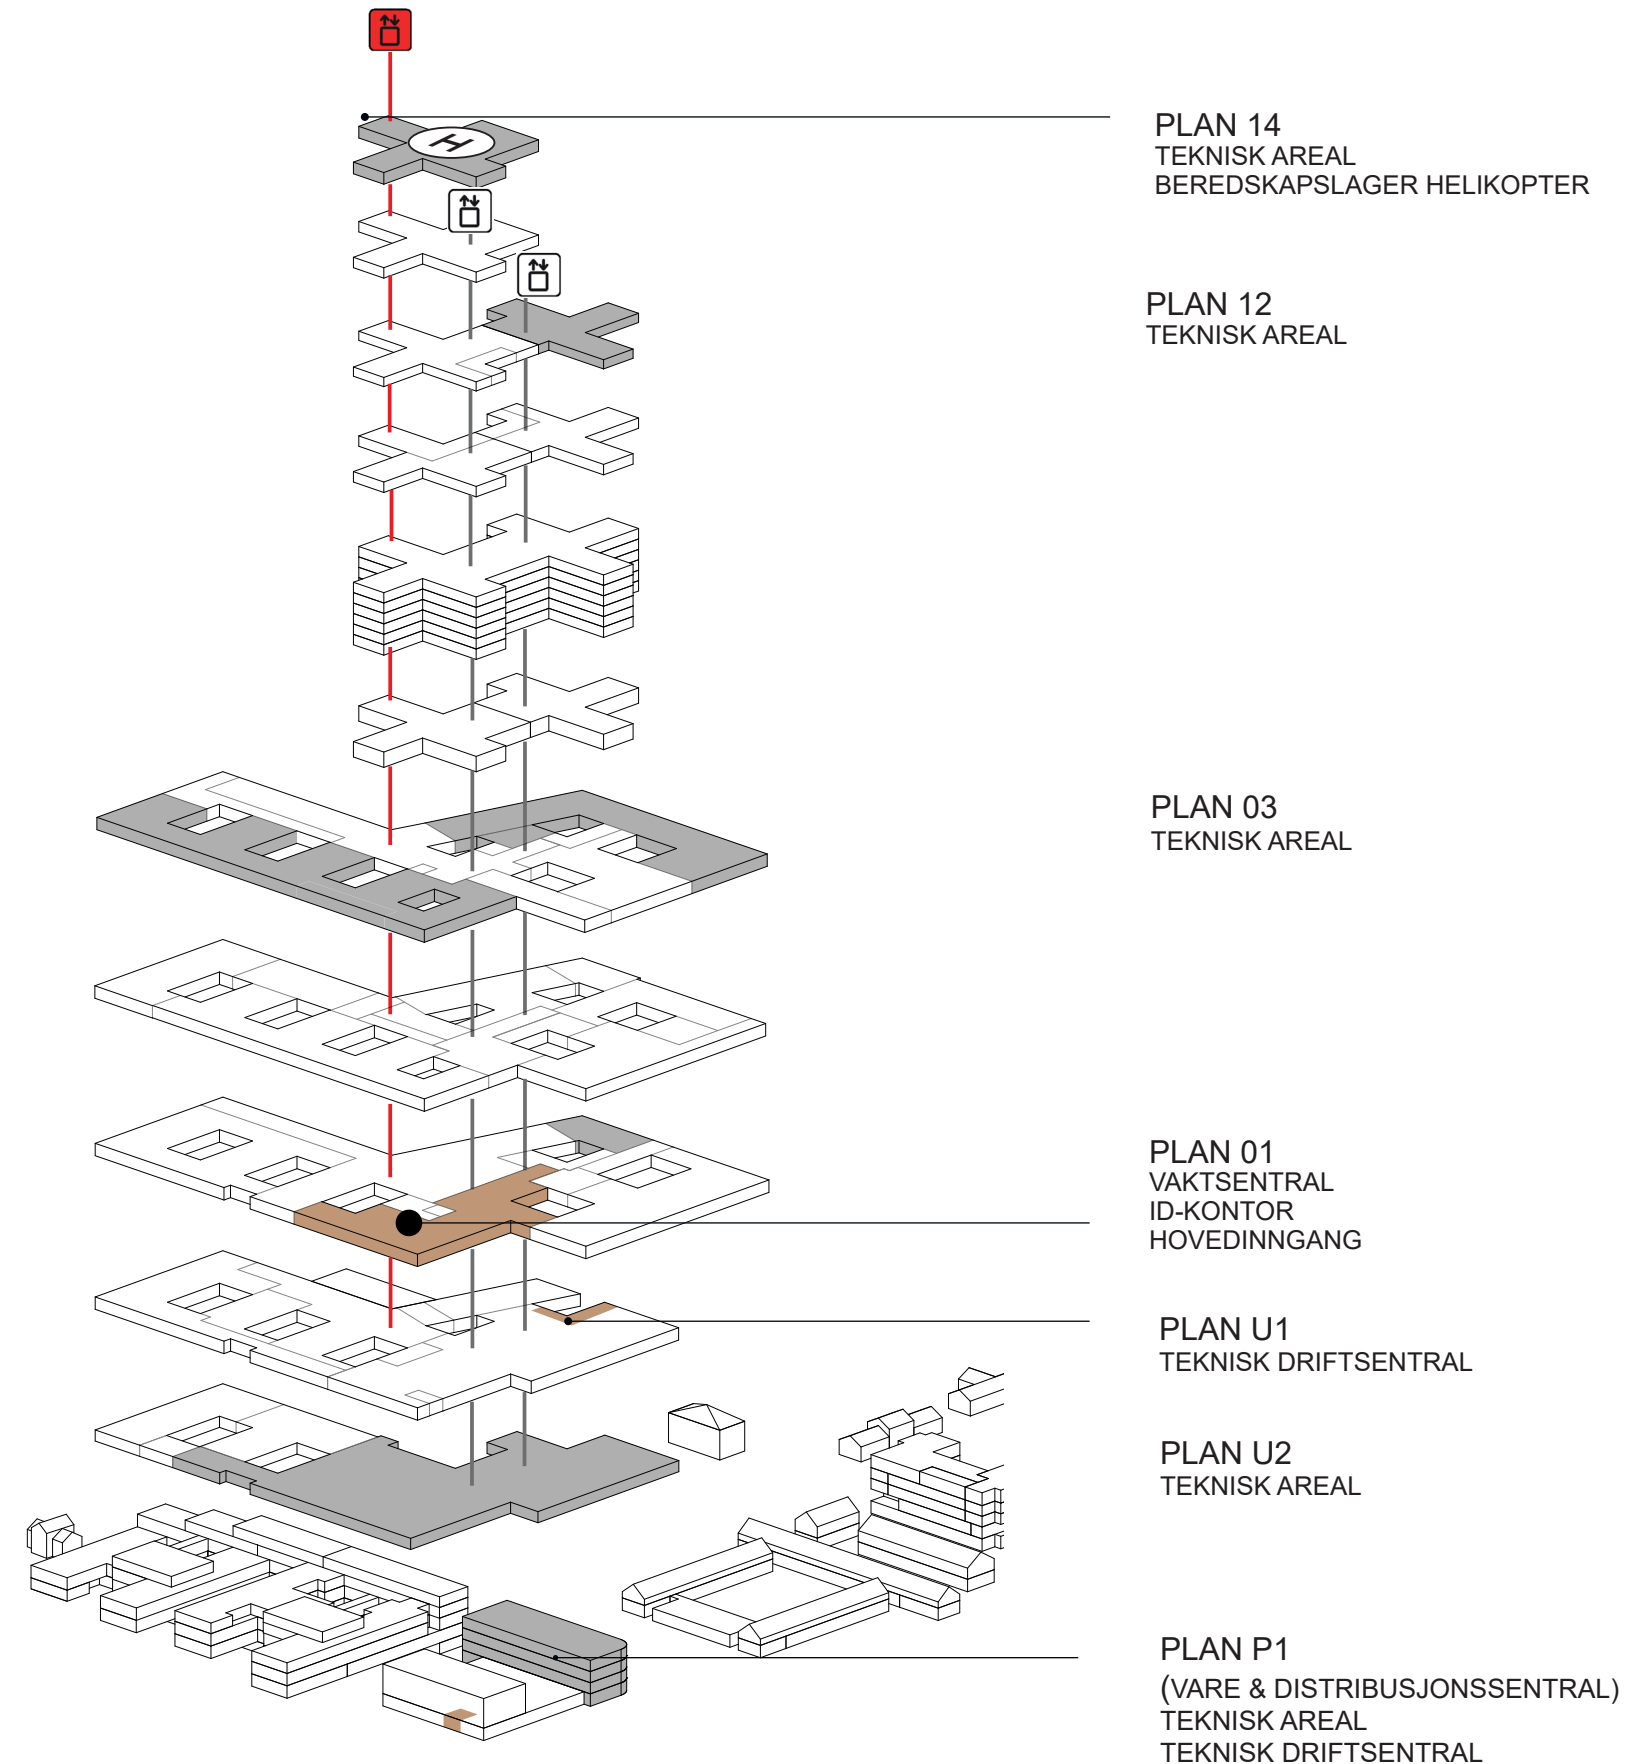 H
PLAN 14
TEKNISK AREAL
BEREDSKAPSLAGER HELIKOPTER
PLAN 12
TEKNISK AREAL
PLAN 03
TEKNISK AREAL
PLAN 01
VAKTSENTRAL
ID-KONTOR
HOVEDINNGANG
PLAN U1
TEKNISK DRIFTSENTRAL
PLAN U2
TEKNISK AREAL
PLAN P1
(VARE & DISTRIBUSJONSSENTRAL)
TEKNISK AREAL
TEKNISK DRIFTSENTRAL